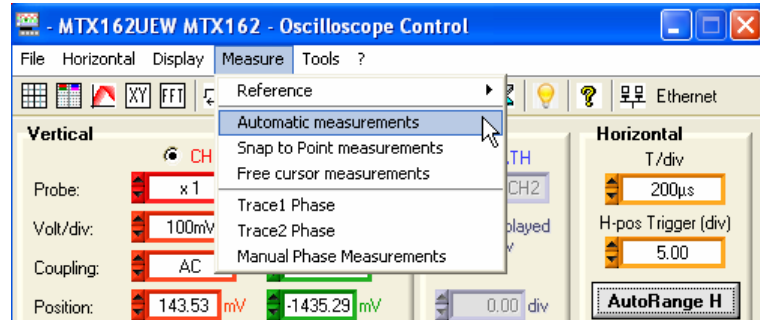 - MTX162UEW MTX162 - Oscilloscope Control
File Horizontal Display Measure Tools ?
XY FFT Ethernet
Reference
Automatic measurements
Snap to Point measurements
Free cursor measurements
Trace1 Phase
Trace2 Phase
Manual Phase Measurements
Vertical
CH
Probe: x 1
Volt/div: 100mV
Coupling: AC
Position: 143.53 mV -1435.29 mV 0.00 div
CH2
Horizontal
T/div
200µs
H-pos Trigger (div)
5.00
AutoRange H